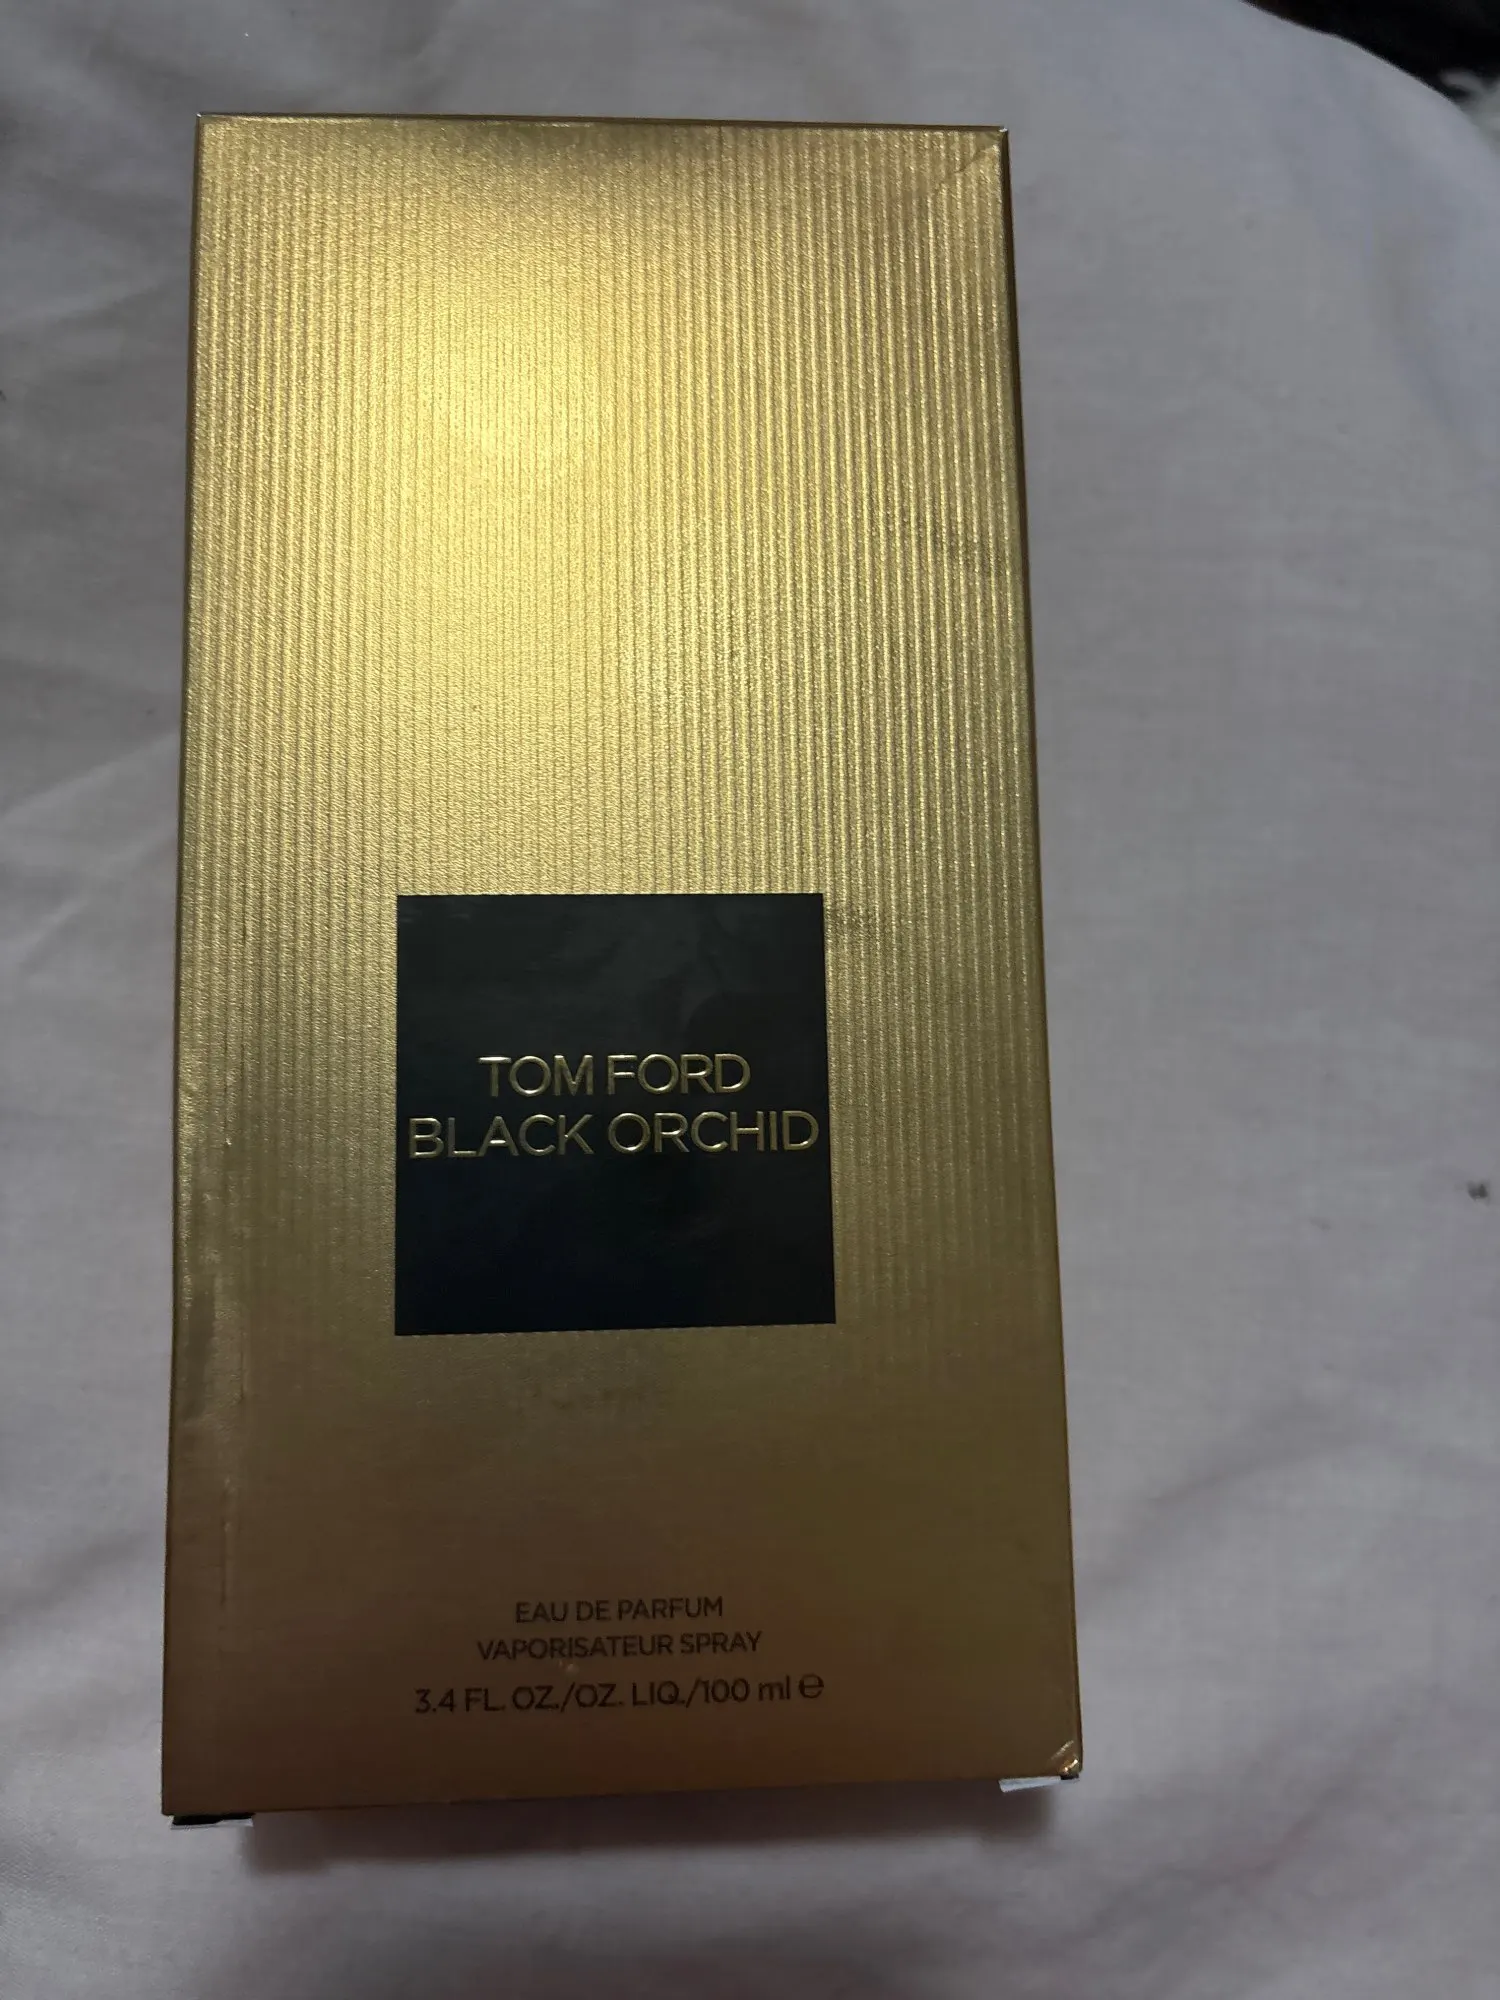 TOM FORD
BLACK ORCHID
EAU DE PARFUM
VAPORISATEUR SPRAY
3.4 FL. OZ./OZ. LIQ./100 ml ℮